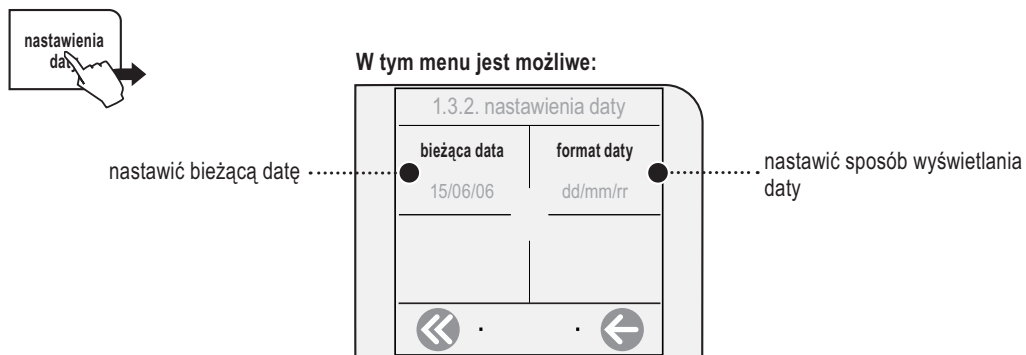 nastawienia
daty
W tym menu jest możliwe:
1.3.2. nastawienia daty
bieżąca data
format daty
nastawić bieżącą datę
15/06/06
dd/mm/rr
nastawić sposób wyświetlania
daty